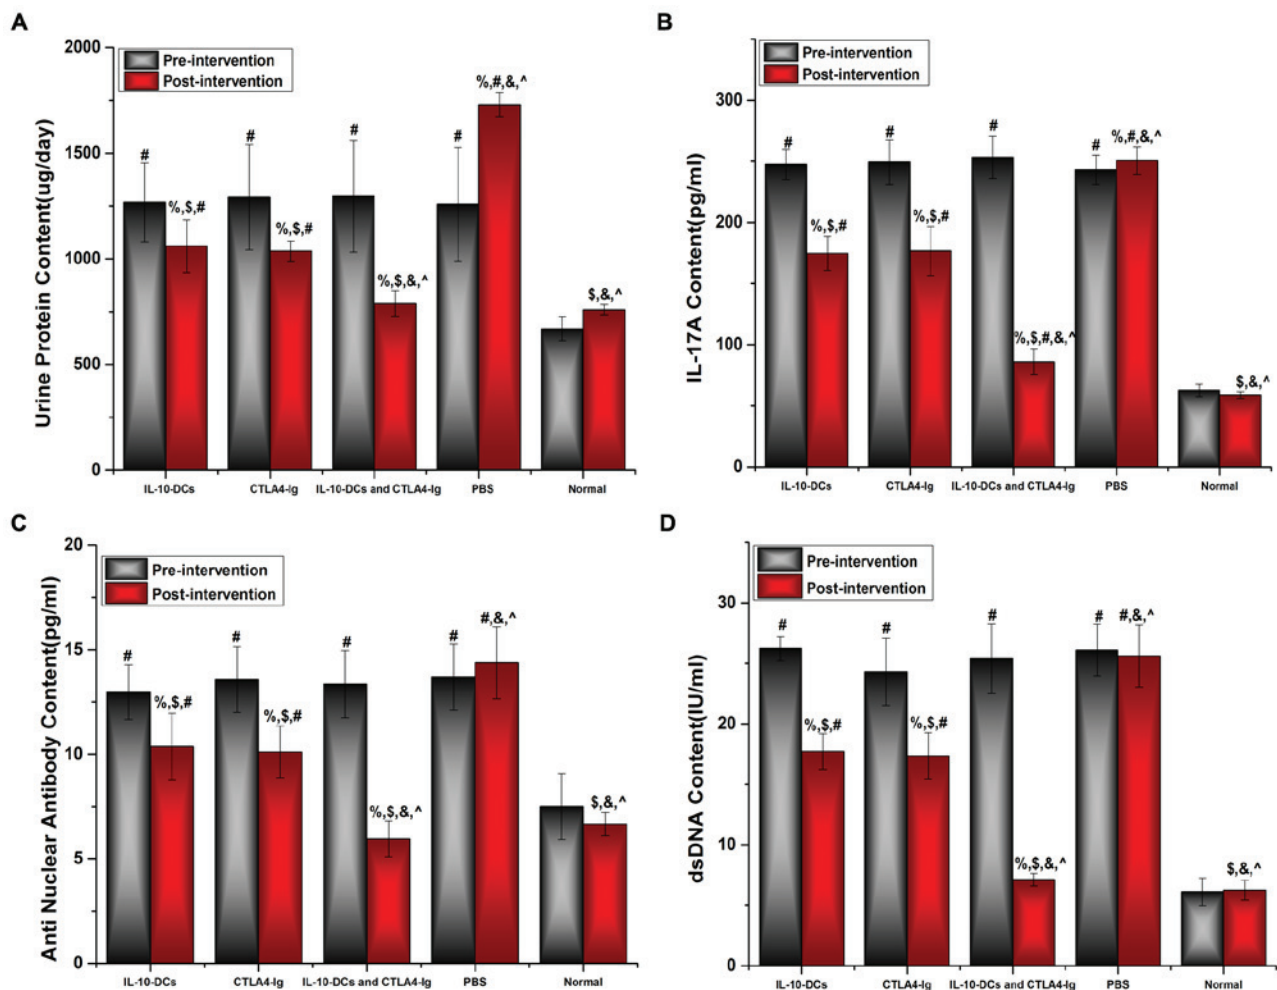 A
Pre-intervention
Post-intervention
Urine Protein Content(ug/day)
2000
1500
1000
500
0
#
%,$,#
#
%,$,#
#
%,$,&,^
#
%,#,&,^
$,&,^
IL-10-DCs
CTLA4-Ig
IL-10-DCs and CTLA4-Ig
PBS
Normal
B
Pre-intervention
Post-intervention
IL-17A Content(pg/ml)
300
200
100
0
#
%,$,#
#
%,$,#
#
%,$,#,&,^
#
%,#,&,^
$,&,^
IL-10-DCs
CTLA4-Ig
IL-10-DCs and CTLA4-Ig
PBS
Normal
C
Pre-intervention
Post-intervention
Anti Nuclear Antibody Content(pg/ml)
20
15
10
5
0
#
%,$,#
#
%,$,#
#
%,$,&,^
#
#,&,^
$,&,^
IL-10-DCs
CTLA4-Ig
IL-10-DCs and CTLA4-Ig
PBS
Normal
D
Pre-intervention
Post-intervention
dsDNA Content(IU/ml)
30
20
10
0
#
%,$,#
#
%,$,#
#
%,$,&,^
#
#,&,^
$,&,^
IL-10-DCs
CTLA4-Ig
IL-10-DCs and CTLA4-Ig
PBS
Normal